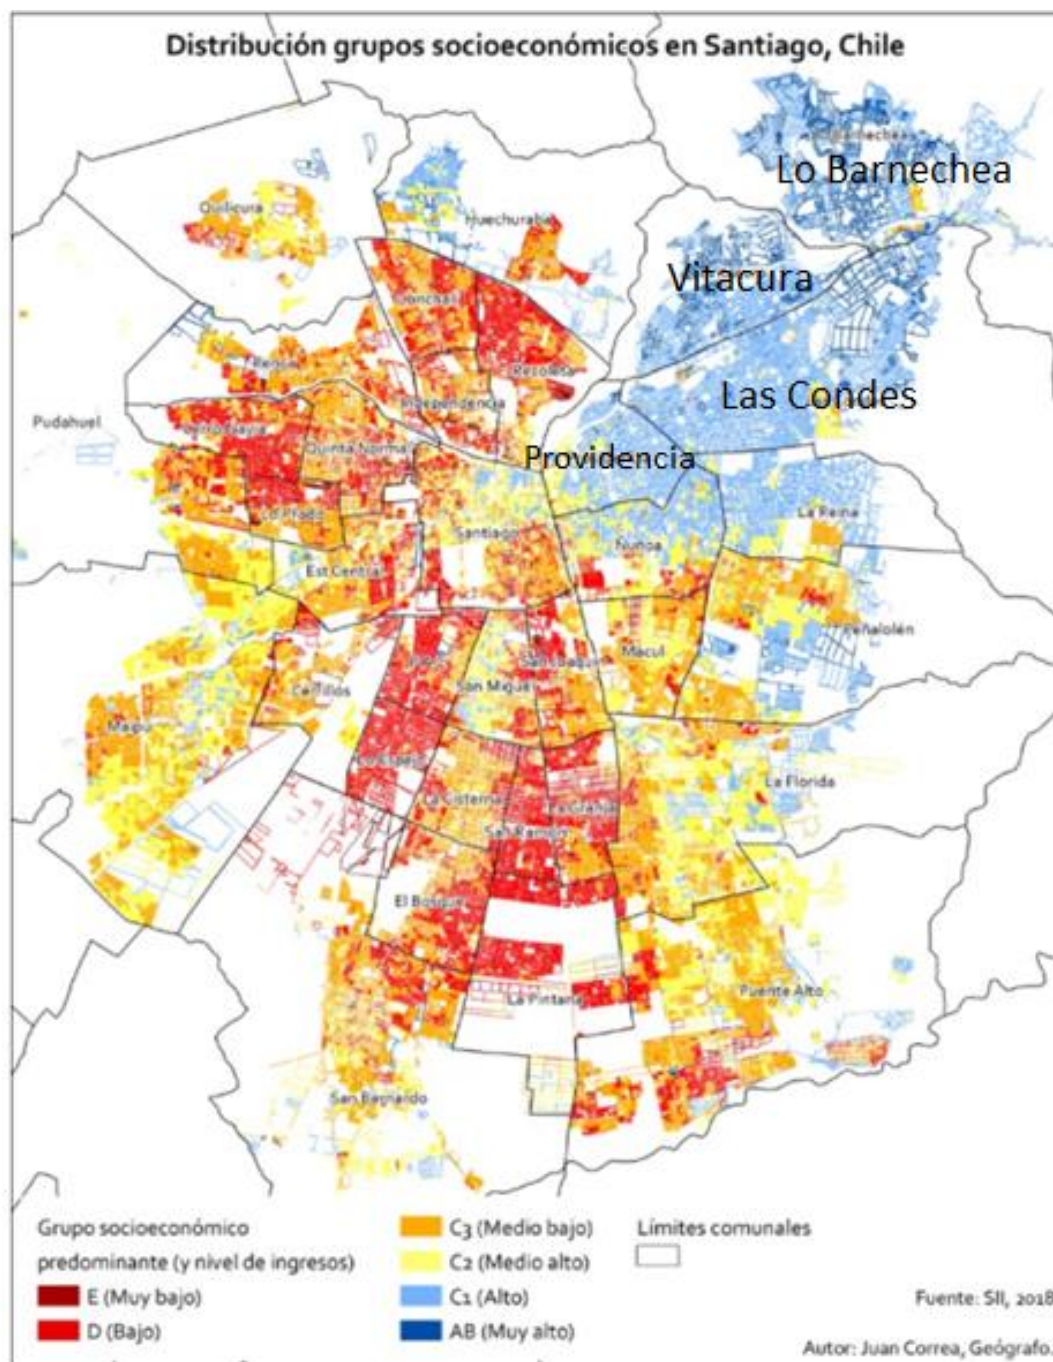 Distribución grupos socioeconómicos en Santiago, Chile
Lo Barnechea
Quilicura
Huechuraba
Vitacura
Conchalí
Renca
Recoleta
Las Condes
Independencia
Pudahuel
Cerro Navia
Quinta Normal
Providencia
Lo Prado
La Reina
Santiago
Ñuñoa
Est Central
Peñalolén
Macul
San Joaquín
San Miguel
Cerrillos
Maipú
Lo Espejo
La Florida
La Cisterna
La Granja
San Ramón
El Bosque
La Pintana
Puente Alto
San Bernardo
Grupo socioeconómico
predominante (y nivel de ingresos)
E (Muy bajo)
D (Bajo)
C3 (Medio bajo)
C2 (Medio alto)
C1 (Alto)
AB (Muy alto)
Límites comunales
Fuente: SII, 2018
Autor: Juan Correa, Geógrafo.